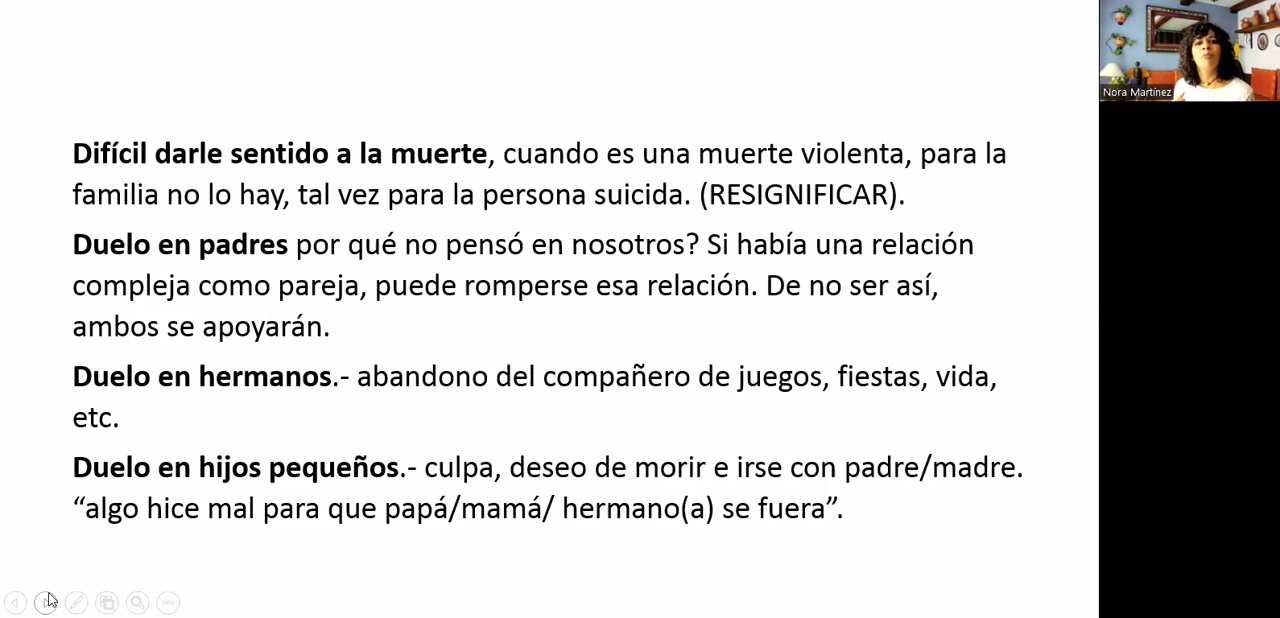 Difícil darle sentido a la muerte, cuando es una muerte violenta, para la
familia no lo hay, tal vez para la persona suicida. (RESIGNIFICAR).
Duelo en padres por qué no pensó en nosotros? Si había una relación
compleja como pareja, puede romperse esa relación. De no ser así,
ambos se apoyarán.
Duelo en hermanos.- abandono del compañero de juegos, fiestas, vida,
etc.
Duelo en hijos pequeños.- culpa, deseo de morir e irse con padre/madre.
“algo hice mal para que papá/mamá/ hermano(a) se fuera”.
Nora Martínez